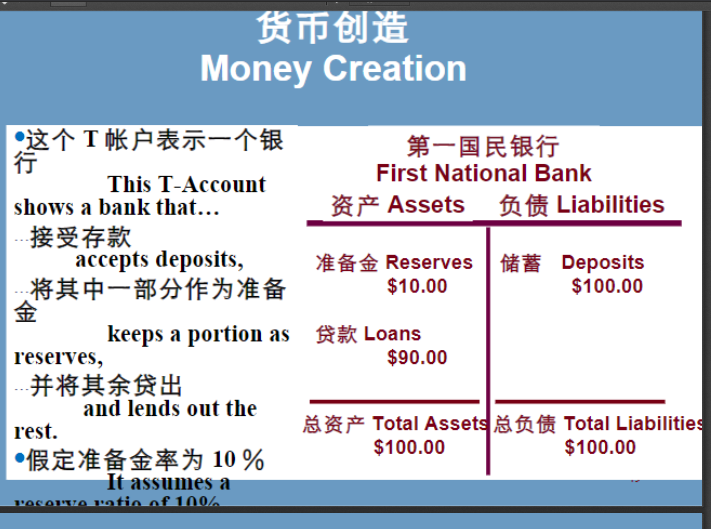 货币创造
Money Creation
●这个 T 帐户表示一个银
行
This T-Account
shows a bank that…
…接受存款
accepts deposits,
…将其中一部分作为准备
金
keeps a portion as
reserves,
…并将其余贷出
and lends out the
rest.
●假定准备金率为 10 %
It assumes a
reserve ratio of 10%
第一国民银行
First National Bank
资产 Assets 负债 Liabilities
准备金 Reserves 储蓄 Deposits
$10.00 $100.00
贷款 Loans
$90.00
总资产 Total Assets 总负债 Total Liabilities
$100.00 $100.00